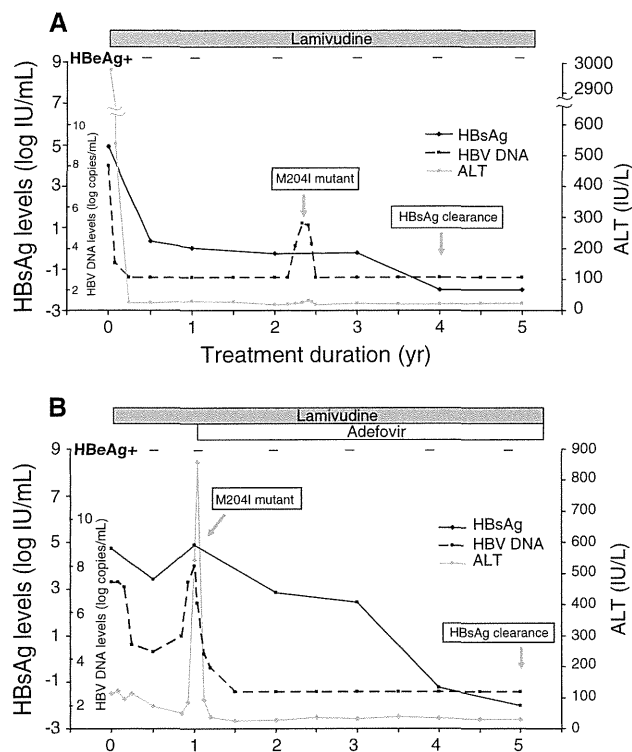 A
Lamivudine
HBeAg+ – – – – – – –
9 7 5 3 1 -1 -3
HBsAg levels (log IU/mL)
10 8 6 4 2
HBV DNA levels (log copies/mL)
3000 2900 600 500 400 300 200 100 0
ALT (IU/L)
HBsAg
HBV DNA
ALT
M204I mutant
HBsAg clearance
0 1 2 3 4 5
Treatment duration (yr)
B
Lamivudine
Adefovir
HBeAg+ – – – – – –
9 7 5 3 1 -1 -3
HBsAg levels (log IU/mL)
10 8 6 4 2
HBV DNA levels (log copies/mL)
900 800 700 600 500 400 300 200 100 0
ALT (IU/L)
M204I mutant
HBsAg
HBV DNA
ALT
HBsAg clearance
0 1 2 3 4 5